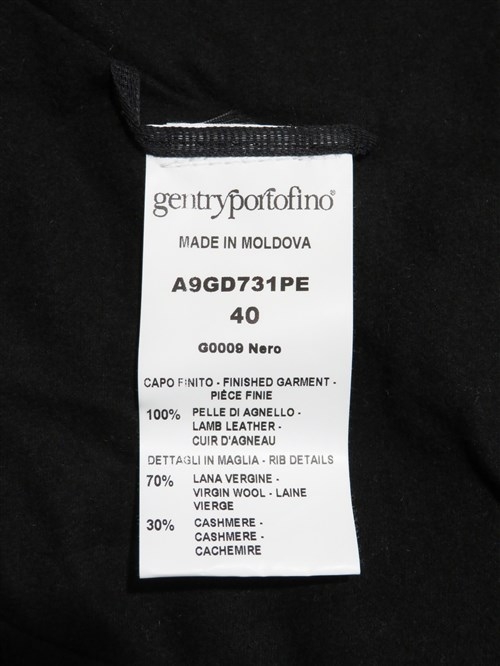 gentryportofino®
MADE IN MOLDOVA
A9GD731PE
40
G0009 Nero
CAPO FINITO - FINISHED GARMENT -
PIÈCE FINIE
100% PELLE DI AGNELLO -
LAMB LEATHER -
CUIR D'AGNEAU
DETTAGLI IN MAGLIA - RIB DETAILS
70% LANA VERGINE -
VIRGIN WOOL - LAINE
VIERGE
30% CASHMERE -
CASHMERE -
CACHEMIRE